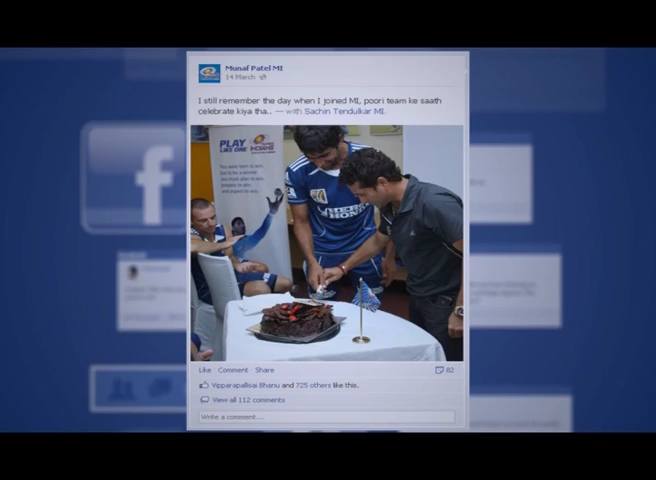 Munaf Patel MI
14 March
I still remember the day when I joined MI, poori team ke saath
celebrate kiya tha.. — with Sachin Tendulkar MI.
PLAY
LIKE ONE
INDIANS
Like Comment Share
82
Vipparapallisai Bhanu and 725 others like this.
View all 112 comments
Write a comment...